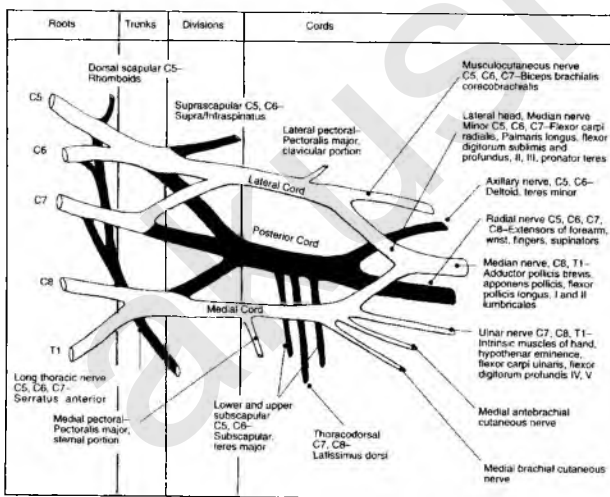 Roots Trunks Divisions Cords
Dorsal scapular C5–
Rhomboids
Suprascapular C5, C6–
Supra/Infraspinatus
Lateral pectoral–
Pectoralis major,
clavicular portion
Musculocutaneous nerve
C5, C6, C7–Biceps brachialis
coracobrachialis
Lateral head, Median nerve
Minor C5, C6, C7–Flexor carpi
radialis, Palmaris longus, flexor
digitorum sublimis and
profundus, II, III, pronator teres
Axillary nerve, C5, C6–
Deltoid, teres minor
Radial nerve C5, C6, C7,
C8–Extensors of forearm,
wrist, fingers, supinators
Median nerve, C8, T1–
Adductor pollicis brevis,
apponens pollicis, flexor
pollicis longus, I and II
lumbricales
Ulnar nerve C7, C8, T1–
Intrinsic muscles of hand,
hypothenar eminence,
flexor carpi ulnaris, flexor
digitorum profundis IV, V
Medial antebrachial
cutaneous nerve
Medial brachial cutaneous
nerve
C5
C6
C7
C8
T1
Lateral Cord
Posterior Cord
Medial Cord
Long thoracic nerve
C5, C6, C7–
Serratus anterior
Medial pectoral–
Pectoralis major,
sternal portion
Lower and upper
subscapular
C5, C6–
Subscapular,
teres major
Thoracodorsal
C7, C8–
Latissimus dorsi